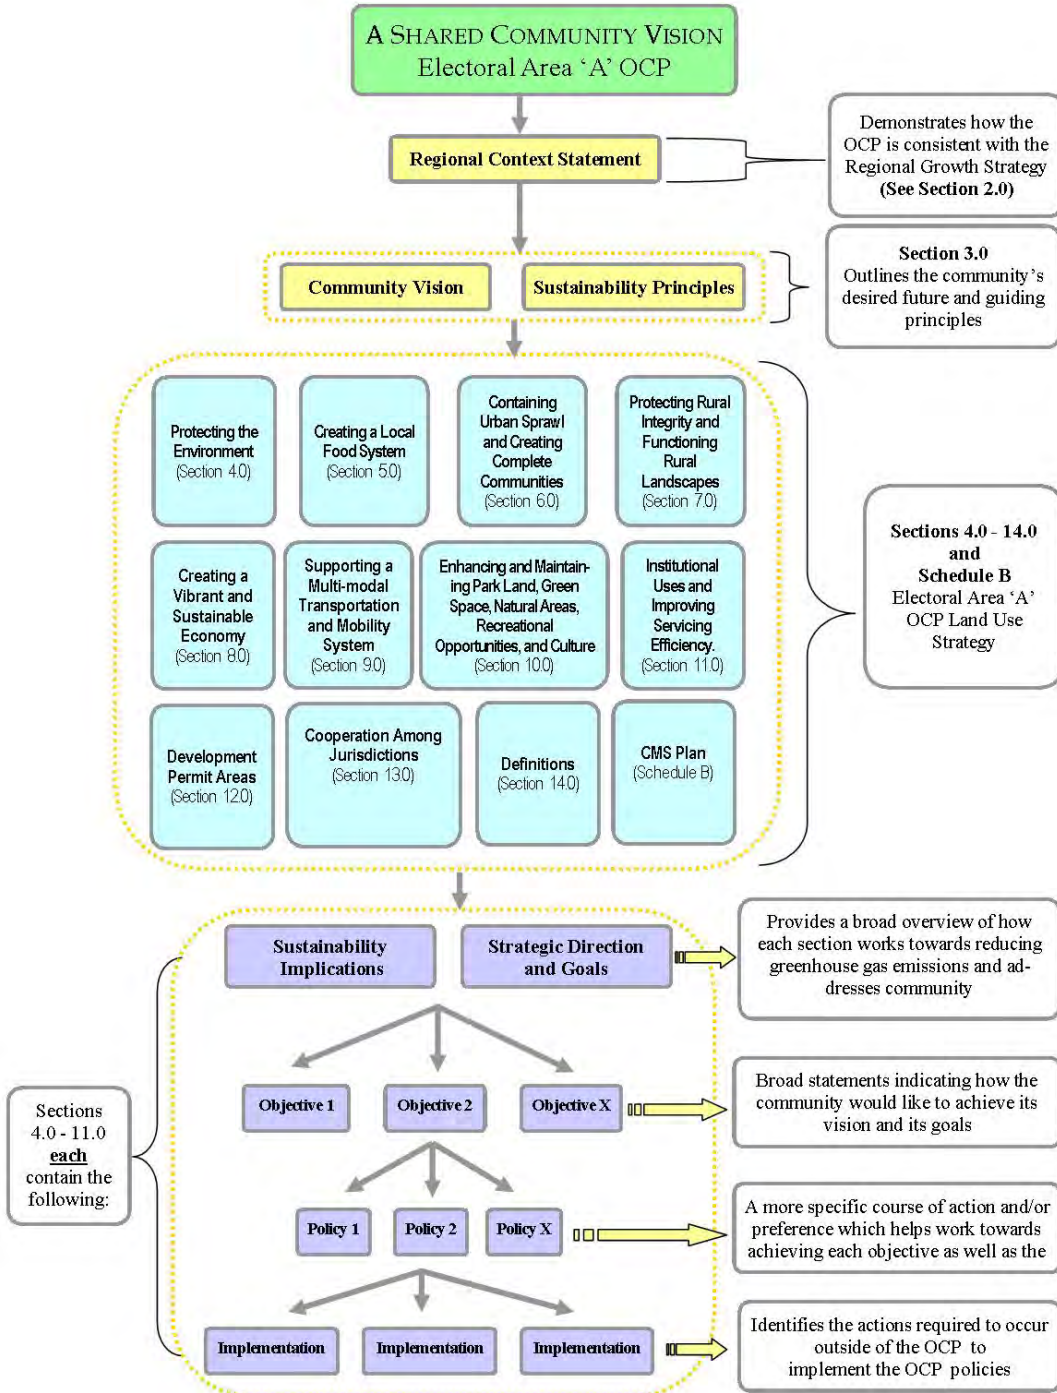 A SHARED COMMUNITY VISION
Electoral Area ‘A’ OCP
Regional Context Statement
Demonstrates how the
OCP is consistent with the
Regional Growth Strategy
(See Section 2.0)
Community Vision
Sustainability Principles
Section 3.0
Outlines the community’s
desired future and guiding
principles
Protecting the
Environment
(Section 4.0)
Creating a Local
Food System
(Section 5.0)
Containing
Urban Sprawl
and Creating
Complete
Communities
(Section 6.0)
Protecting Rural
Integrity and
Functioning
Rural
Landscapes
(Section 7.0)
Creating a
Vibrant and
Sustainable
Economy
(Section 8.0)
Supporting a
Multi-modal
Transportation
and Mobility
System
(Section 9.0)
Enhancing and Maintain-
ing Park Land, Green
Space, Natural Areas,
Recreational
Opportunities, and Culture
(Section 10.0)
Institutional
Uses and
Improving
Servicing
Efficiency.
(Section 11.0)
Development
Permit Areas
(Section 12.0)
Cooperation Among
Jurisdictions
(Section 13.0)
Definitions
(Section 14.0)
CMS Plan
(Schedule B)
Sections 4.0 - 14.0
and
Schedule B
Electoral Area ‘A’
OCP Land Use
Strategy
Sustainability
Implications
Strategic Direction
and Goals
Provides a broad overview of how
each section works towards reducing
greenhouse gas emissions and ad-
dresses community
Sections
4.0 - 11.0
each
contain the
following:
Objective 1
Objective 2
Objective X
Broad statements indicating how the
community would like to achieve its
vision and its goals
Policy 1
Policy 2
Policy X
A more specific course of action and/or
preference which helps work towards
achieving each objective as well as the
Implementation
Implementation
Implementation
Identifies the actions required to occur
outside of the OCP to
implement the OCP policies